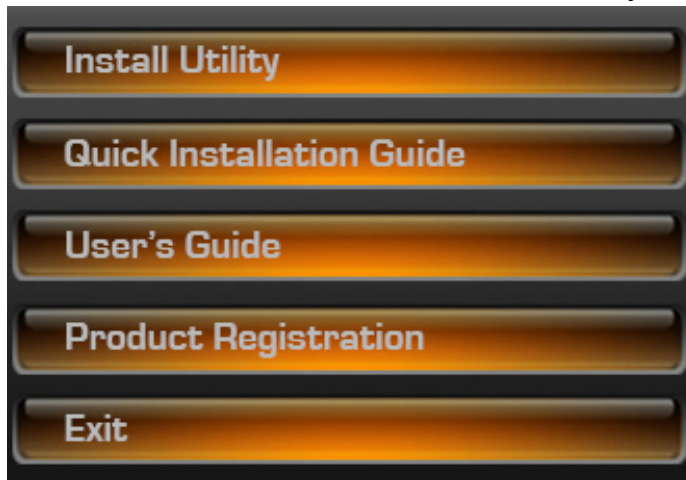 Install Utility
Quick Installation Guide
User’s Guide
Product Registration
Exit